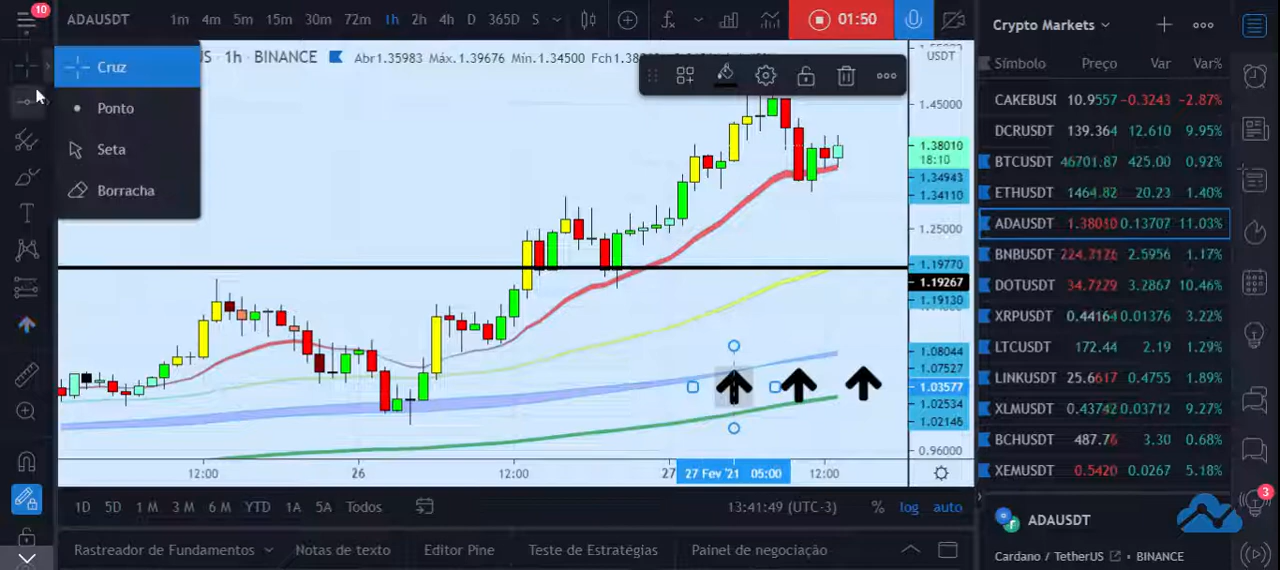 10
ADAUSDT 1m 4m 5m 15m 30m 72m 1h 2h 4h D 365D S 01:50
Crypto Markets
Cruz
Ponto
Seta
Borracha
S · 1h · BINANCE Abr1.35983 Máx.1.39676 Mín.1.34500
USDT
1.45000
1.38010
18:10
1.34943
1.34110
1.25000
1.19770
1.19267
1.19130
1.08044
1.07527
1.03577
1.02534
1.02146
0.96000
12:00 26 12:00 27 27 Fev '21 05:00 12:00
1D 5D 1 M 3 M 6 M YTD 1A 5A Todos 13:41:49 (UTC-3) % log auto
Rastreador de Fundamentos Notas de texto Editor Pine Teste de Estratégias Painel de negociação
Símbolo Preço Var Var%
CAKEBUSI 10.9557 -0.3243 -2.87%
DCRUSDT 139.364 12.610 9.95%
BTCUSDT 46701.87 425.00 0.92%
ETHUSDT 1464.82 20.23 1.40%
ADAUSDT 1.38010 0.13707 11.03%
BNBUSDT 224.7176 2.5956 1.17%
DOTUSDT 34.7279 3.2867 10.46%
XRPUSDT 0.44164 0.01376 3.22%
LTCUSDT 172.44 2.19 1.29%
LINKUSDT 25.6617 0.4751 1.89%
XLMUSDT 0.43742 0.03712 9.27%
BCHUSDT 487.76 3.30 0.68%
XEMUSDT 0.5420 0.0267 5.18%
3
ADAUSDT
Cardano / TetherUS BINANCE